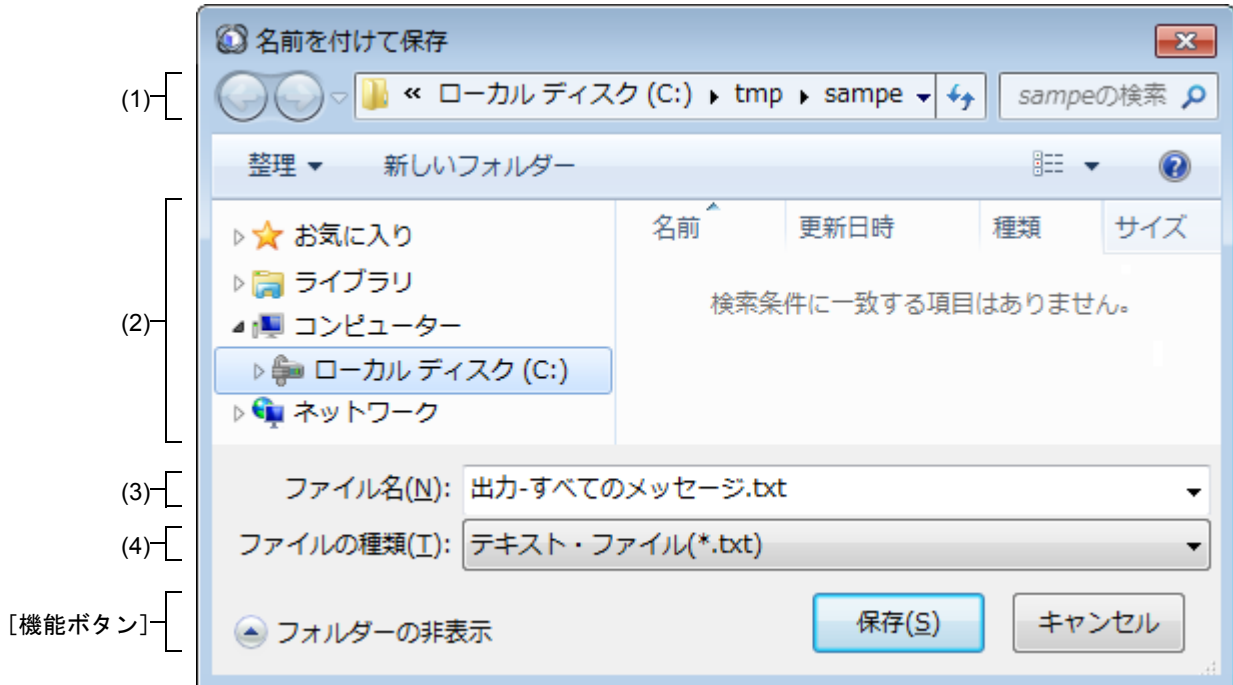 名前を付けて保存
(1)
« ローカル ディスク (C:) ▸ tmp ▸ sampe
sampeの検索
整理 ▼ 新しいフォルダー
(2)
お気に入り
ライブラリ
コンピューター
ローカル ディスク (C:)
ネットワーク
名前 更新日時 種類 サイズ
検索条件に一致する項目はありません。
(3)
ファイル名(N): 出力-すべてのメッセージ.txt
(4)
ファイルの種類(T): テキスト・ファイル(*.txt)
[機能ボタン]
フォルダーの非表示
保存(S) キャンセル